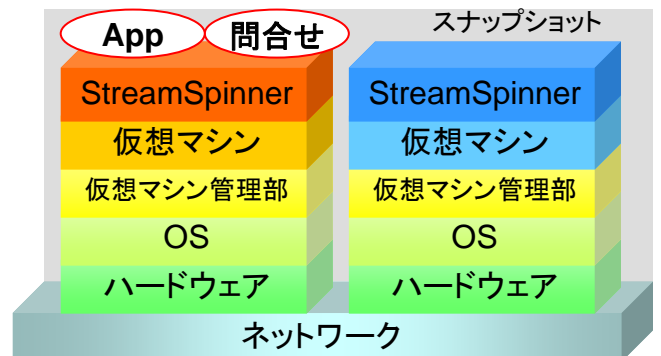 App
問合せ
スナップショット
StreamSpinner
仮想マシン
仮想マシン管理部
OS
ハードウェア
StreamSpinner
仮想マシン
仮想マシン管理部
OS
ハードウェア
ネットワーク